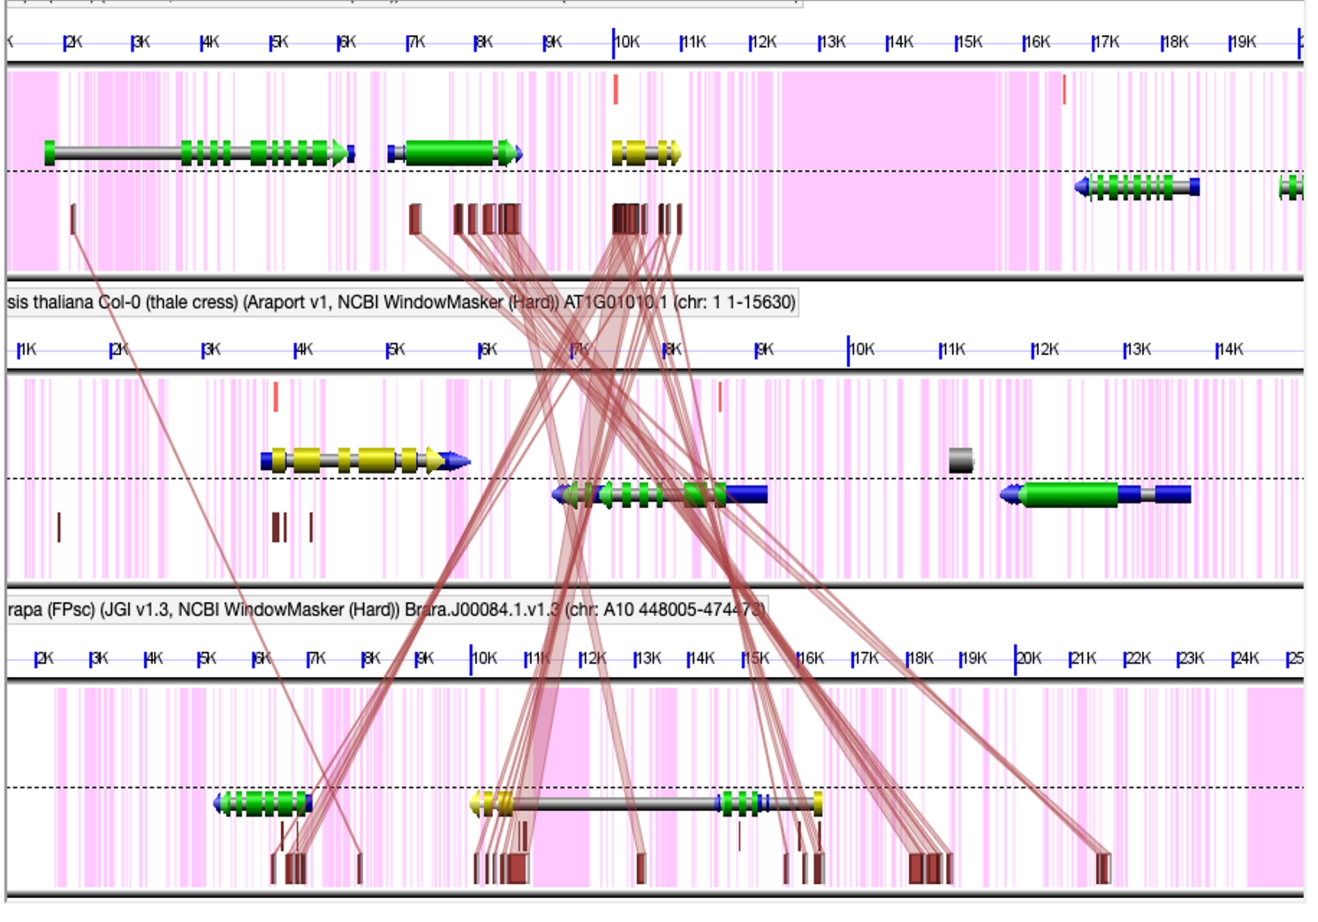 2K 3K 4K 5K 6K 7K 8K 9K 10K 11K 12K 13K 14K 15K 16K 17K 18K 19K
sis thaliana Col-0 (thale cress) (Araport v1, NCBI WindowMasker (Hard)) AT1G01010.1 (chr: 1 1-15630)
1K 2K 3K 4K 5K 6K 7K 8K 9K 10K 11K 12K 13K 14K
rapa (FPsc) (JGI v1.3, NCBI WindowMasker (Hard)) Brara.J00084.1.v1.3 (chr: A10 448005-474473)
2K 3K 4K 5K 6K 7K 8K 9K 10K 11K 12K 13K 14K 15K 16K 17K 18K 19K 20K 21K 22K 23K 24K 25